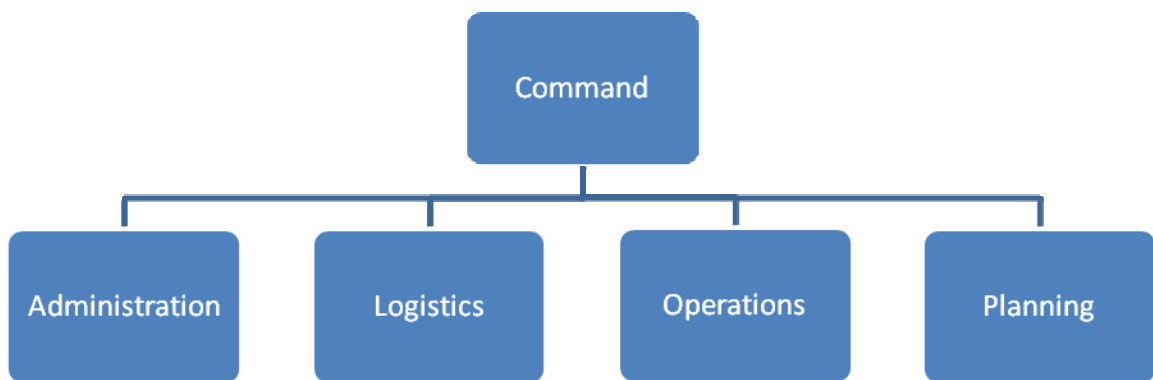 Command
Administration
Logistics
Operations
Planning